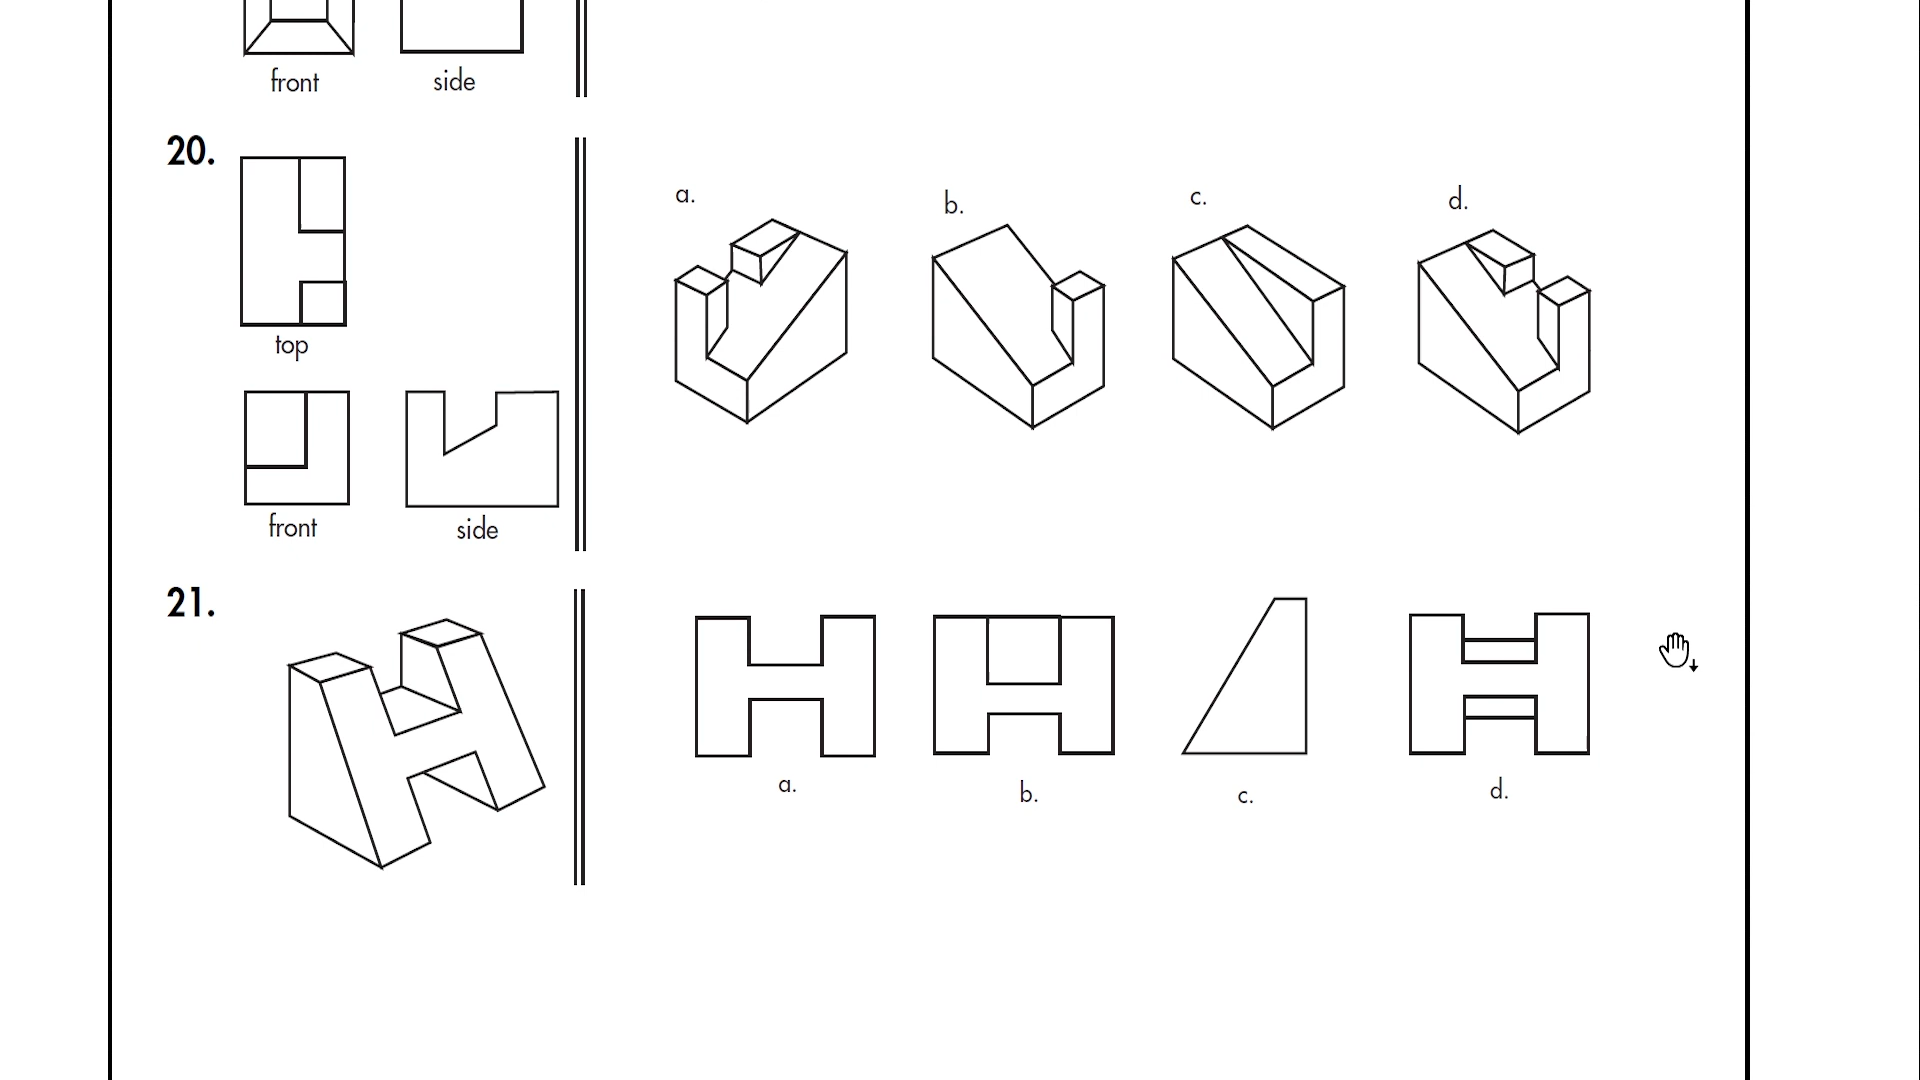 front side
20.
a. b. c. d.
top
front side
21.
a. b. c. d.